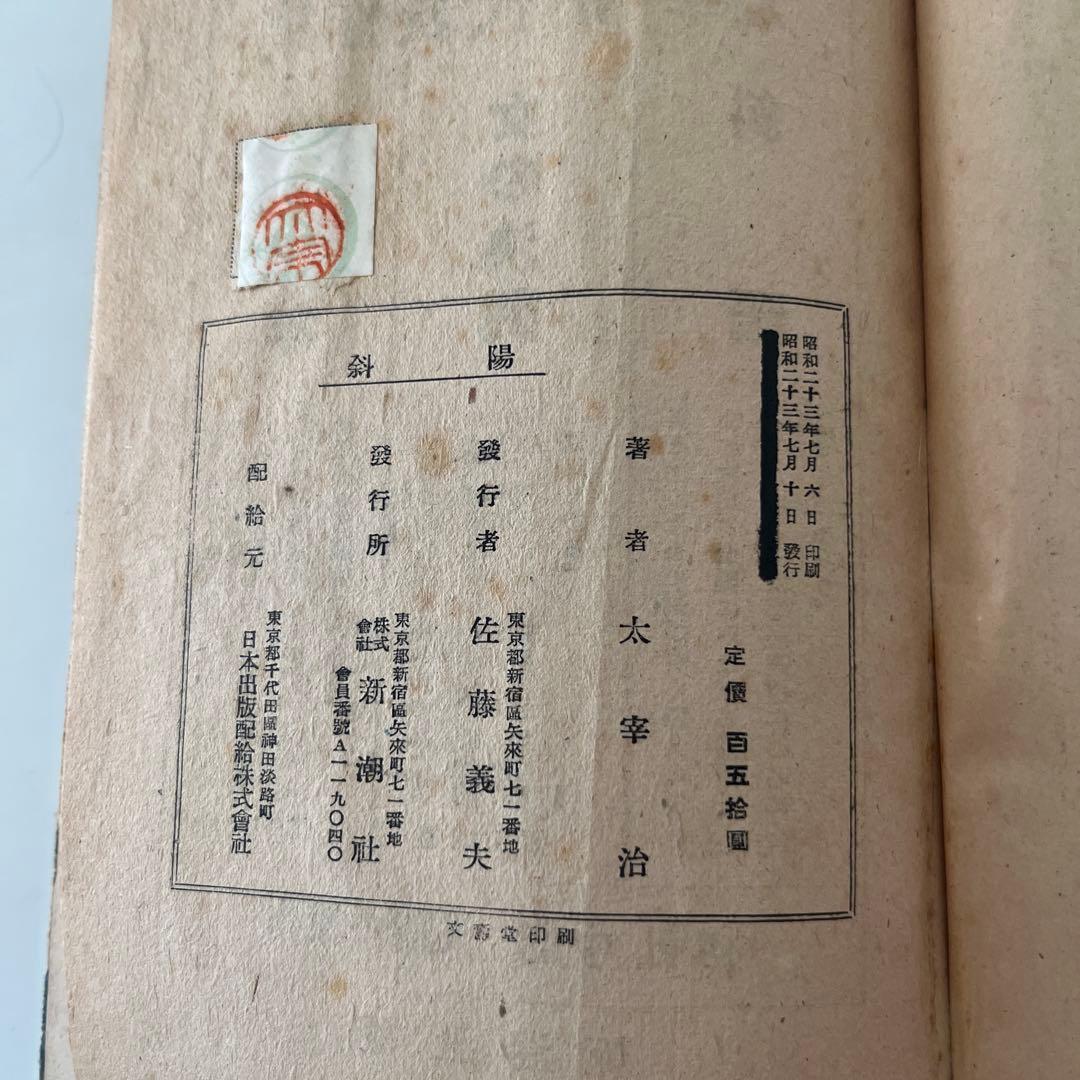 昭和二十三年七月 六日 印刷
昭和二十三年七月 十日 發行
定價 百五拾圓
斜陽
著者 太宰治
發行者 佐藤義夫
東京都新宿區矢來町七一番地
發行所 株式會社 新潮社
東京都新宿區矢來町七一番地
會員番號A一一九〇四〇
配給元 日本出版配給株式會社
東京都千代田區神田淡路町
堂印刷